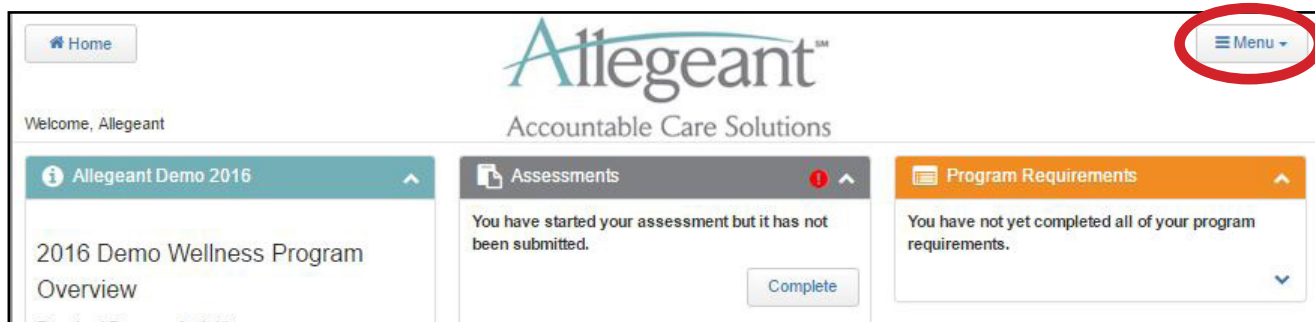 Home
Menu
Allegeant SM
Accountable Care Solutions
Welcome, Allegeant
Allegeant Demo 2016
2016 Demo Wellness Program
Overview
Assessments
You have started your assessment but it has not
been submitted.
Complete
Program Requirements
You have not yet completed all of your program
requirements.